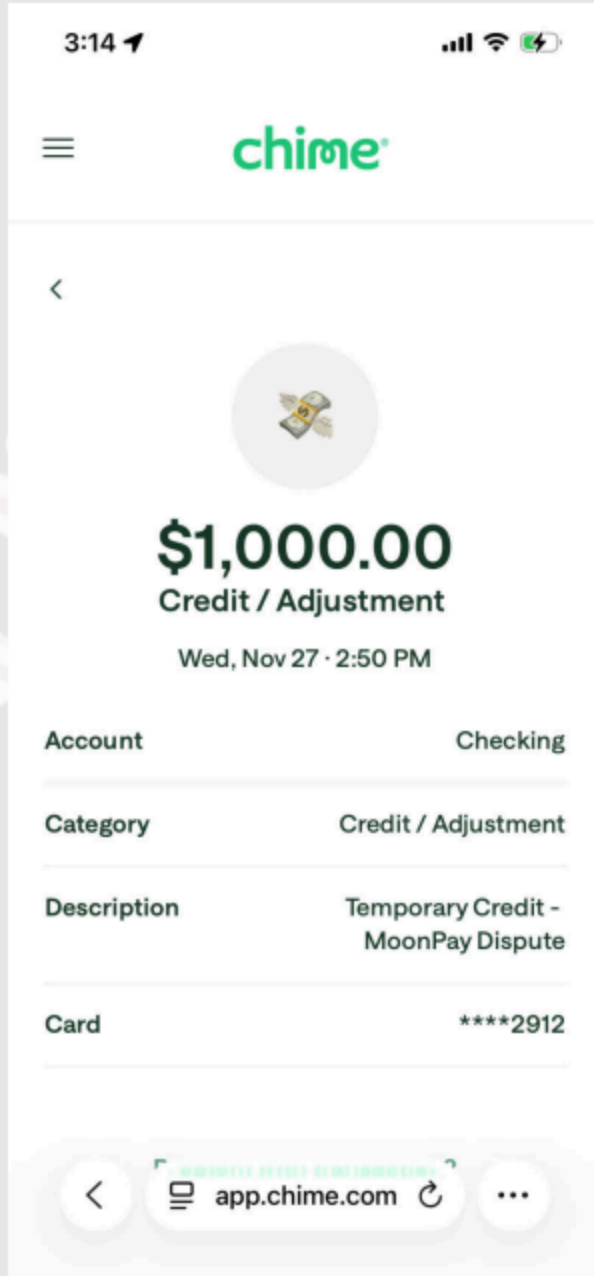 3:14
chime
$1,000.00
Credit / Adjustment
Wed, Nov 27 · 2:50 PM
Account Checking
Category Credit / Adjustment
Description Temporary Credit -
MoonPay Dispute
Card ****2912
app.chime.com